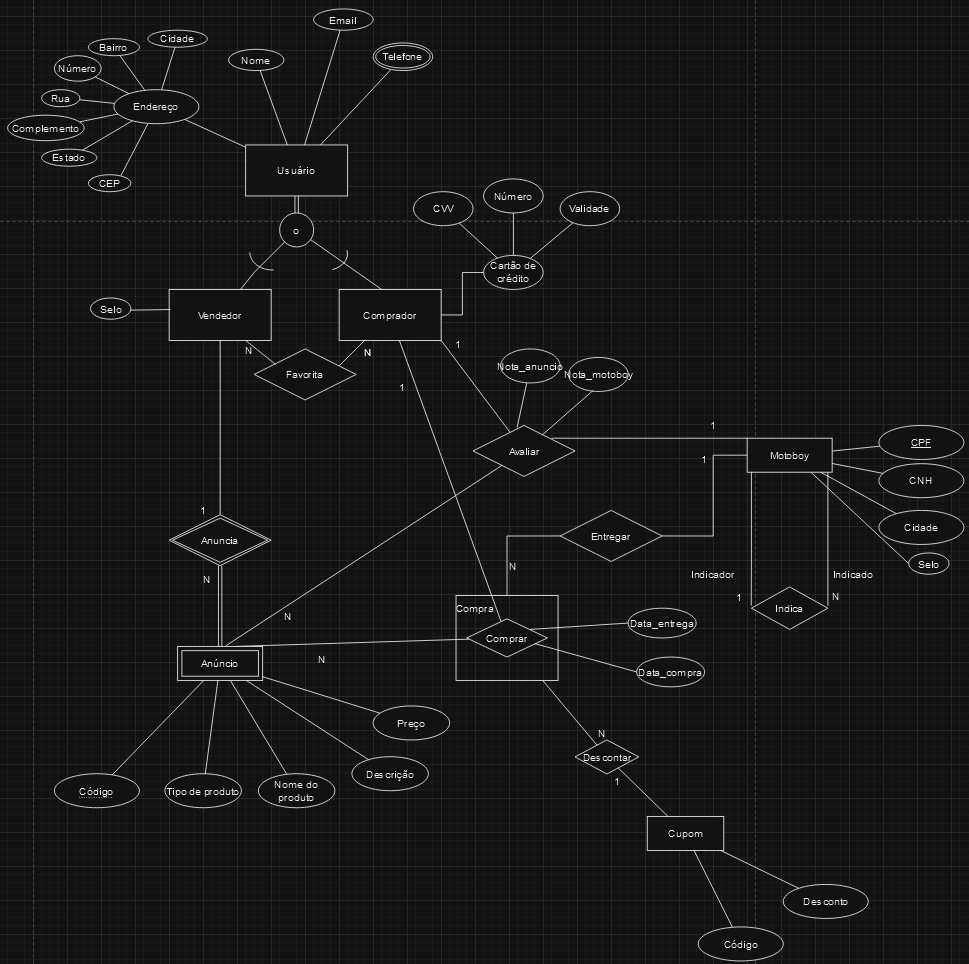 Email
Cidade
Bairro
Telefone
Nome
Número
Rua
Endereço
Complemento
Estado
Usuário
CEP
Número
CVV
Validade
o
Cartão de
crédito
Selo
Vendedor
Comprador
1
N
N
Favorita
Nota_anuncio
Nota_motoboy
1
1
CPF
Avaliar
Motoboy
1
CNH
1
Cidade
Anuncia
Entregar
Selo
N
Indicador
Indicado
N
1
N
Compra
Indica
N
Data_entrega
Comprar
Anúncio
N
Data_compra
Preço
N
Descontar
Descrição
1
Código
Tipo de produto
Nome do
produto
Cupom
Desconto
Código